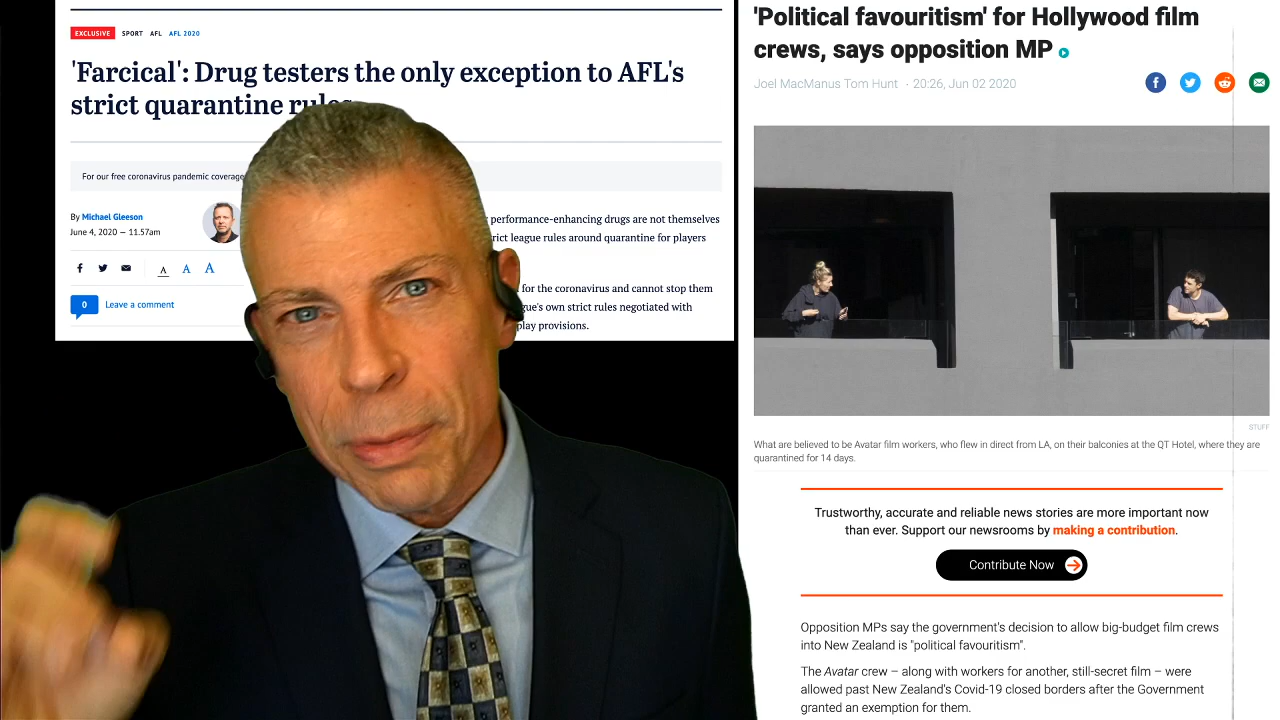 EXCLUSIVE SPORT AFL AFL 2020
'Farcical': Drug testers the only exception to AFL's
strict quarantine rules
For our free coronavirus pandemic coverage
By Michael Gleeson
June 4, 2020 — 11.57am
A A A
0 Leave a comment
performance-enhancing drugs are not themselves
league rules around quarantine for players
for the coronavirus and cannot stop them
own strict rules negotiated with
play provisions.
'Political favouritism' for Hollywood film
crews, says opposition MP
Joel MacManus Tom Hunt · 20:26, Jun 02 2020
STUFF
What are believed to be Avatar film workers, who flew in direct from LA, on their balconies at the QT Hotel, where they are
quarantined for 14 days.
Trustworthy, accurate and reliable news stories are more important now
than ever. Support our newsrooms by making a contribution.
Contribute Now
Opposition MPs say the government's decision to allow big-budget film crews
into New Zealand is "political favouritism".
The Avatar crew – along with workers for another, still-secret film – were
allowed past New Zealand's Covid-19 closed borders after the Government
granted an exemption for them.